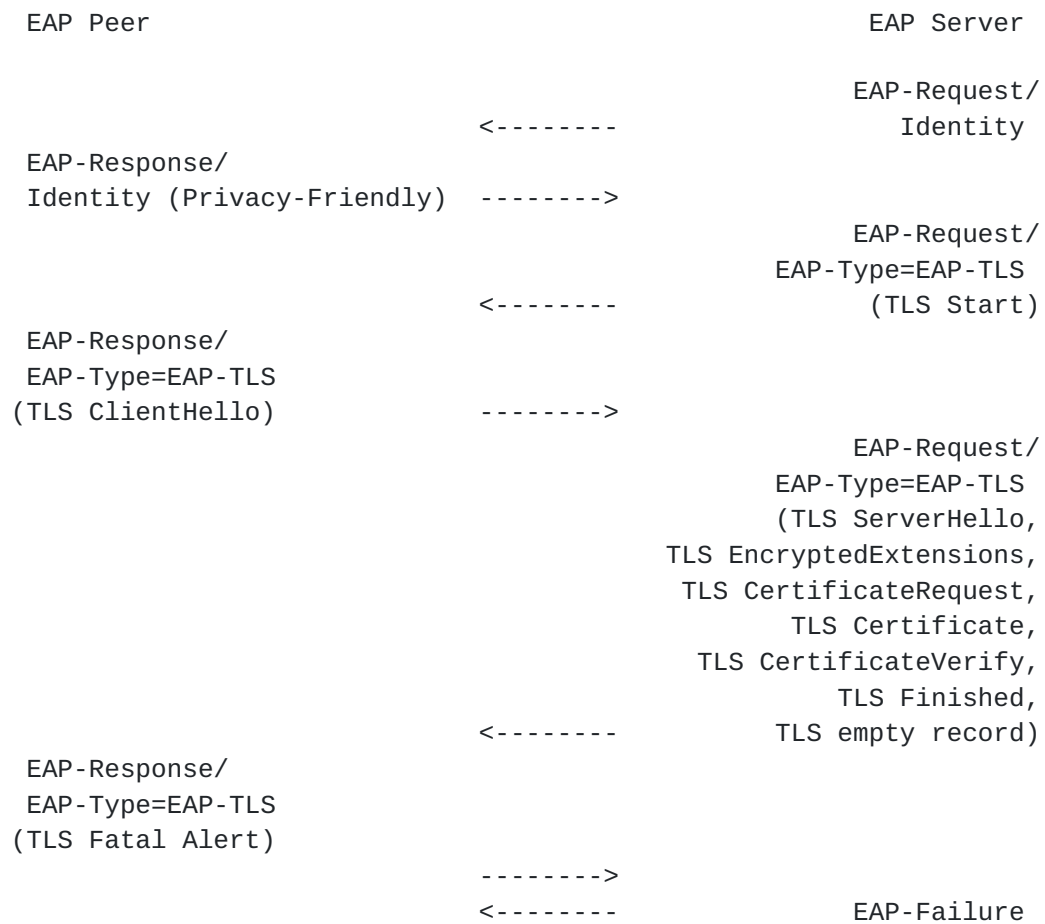 EAP Peer                                               EAP Server

                                                      EAP-Request/
                              <--------                  Identity
EAP-Response/
Identity (Privacy-Friendly)  -------->
                                                      EAP-Request/
                                                 EAP-Type=EAP-TLS
                              <--------                (TLS Start)
EAP-Response/
EAP-Type=EAP-TLS
(TLS ClientHello)             -------->
                                                      EAP-Request/
                                                 EAP-Type=EAP-TLS
                                                 (TLS ServerHello,
                                          TLS EncryptedExtensions,
                                           TLS CertificateRequest,
                                                  TLS Certificate,
                                            TLS CertificateVerify,
                                                     TLS Finished,
                              <--------          TLS empty record)
EAP-Response/
EAP-Type=EAP-TLS
(TLS Fatal Alert)
                              -------->
                              <--------               EAP-Failure